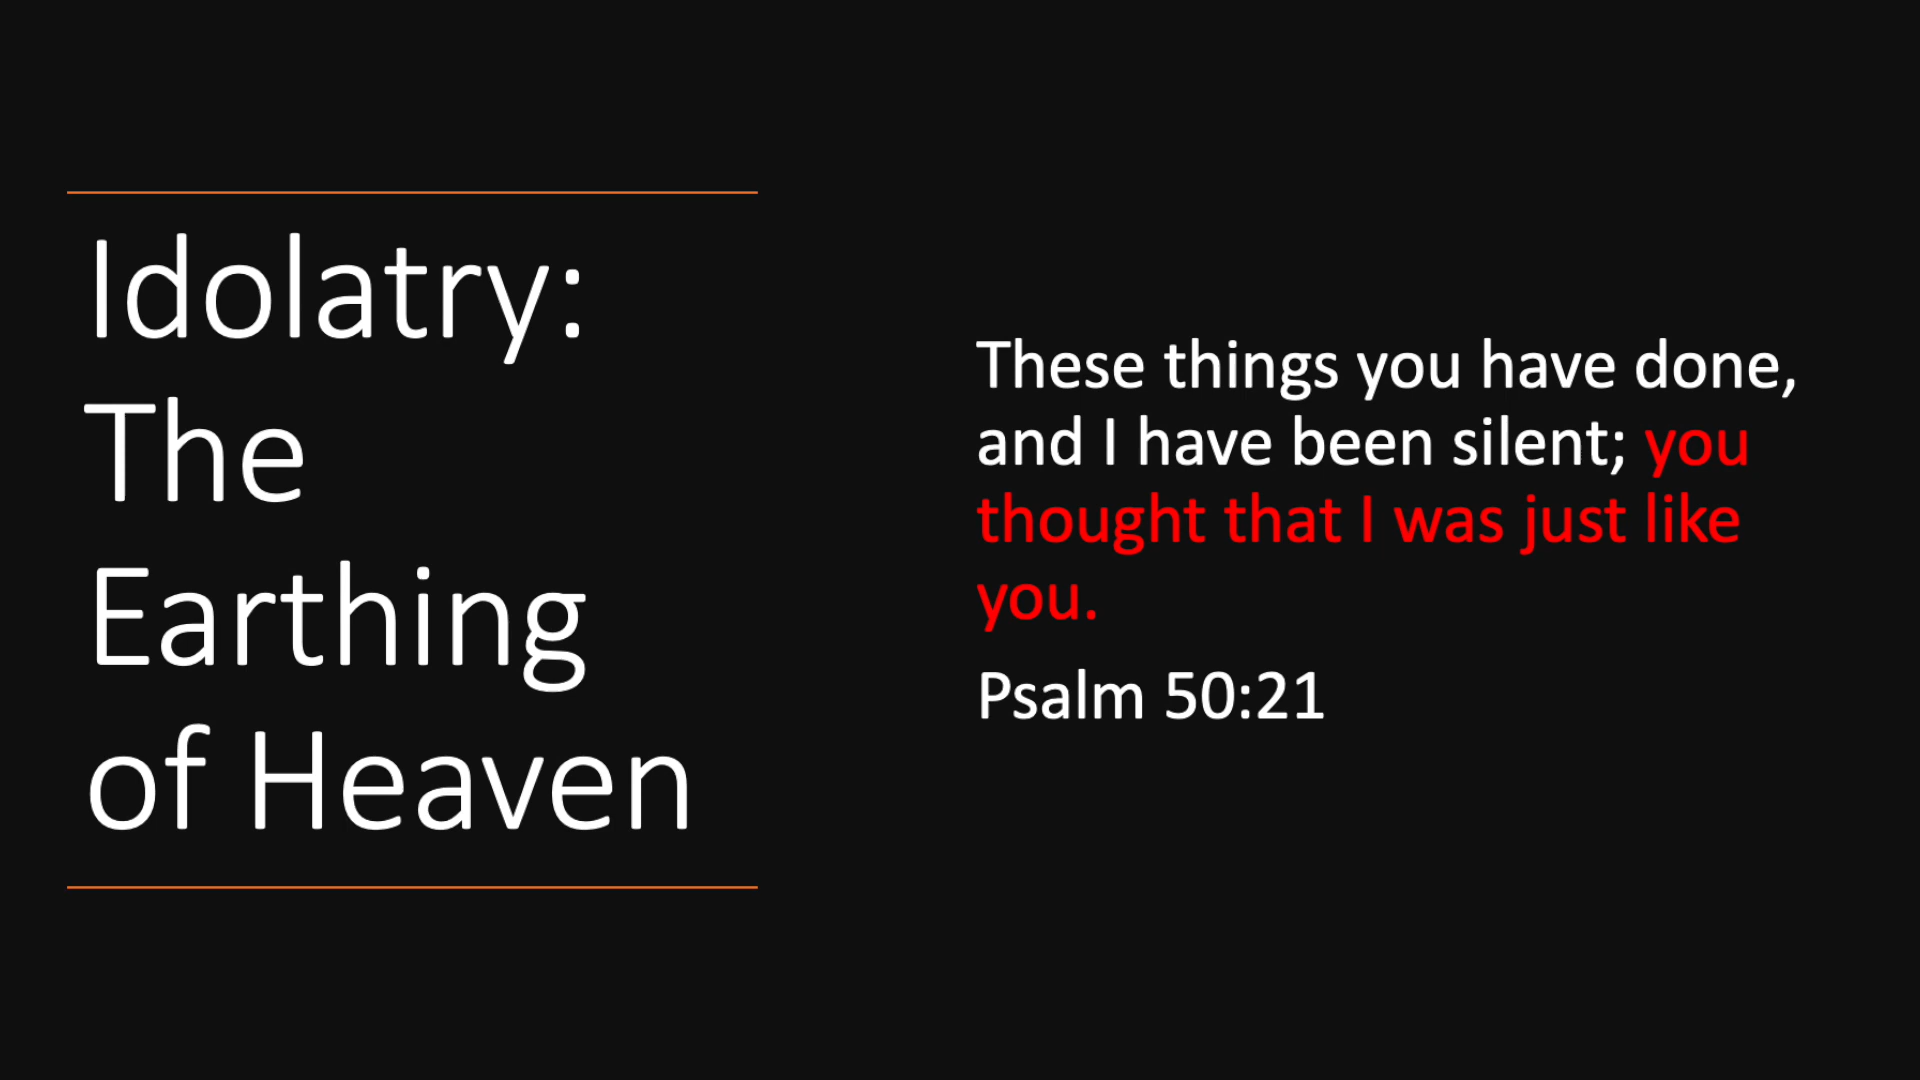 Idolatry:
The
Earthing
of Heaven
These things you have done,
and I have been silent; you
thought that I was just like
you.
Psalm 50:21